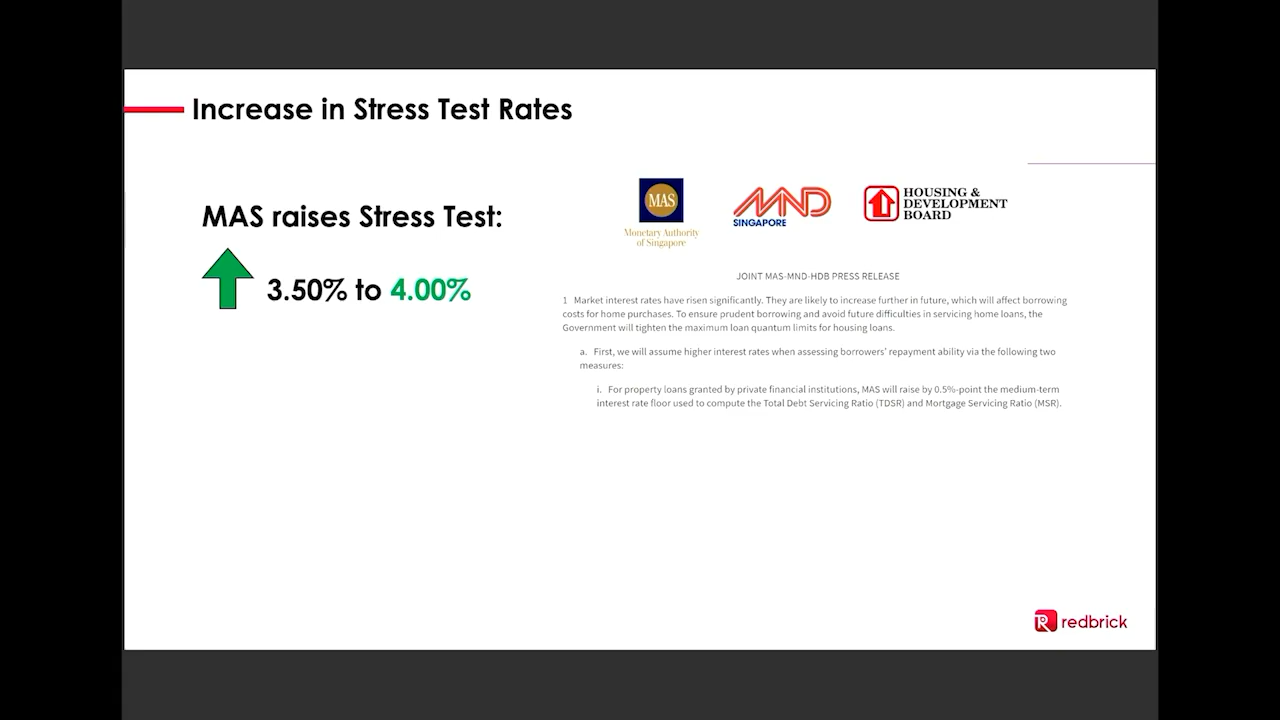 Increase in Stress Test Rates
MAS raises Stress Test:
3.50% to 4.00%
MAS
Monetary Authority
of Singapore
MND
SINGAPORE
HOUSING &
DEVELOPMENT
BOARD
JOINT MAS-MND-HDB PRESS RELEASE
1 Market interest rates have risen significantly. They are likely to increase further in future, which will affect borrowing
costs for home purchases. To ensure prudent borrowing and avoid future difficulties in servicing home loans, the
Government will tighten the maximum loan quantum limits for housing loans.
a. First, we will assume higher interest rates when assessing borrowers' repayment ability via the following two
measures:
i. For property loans granted by private financial institutions, MAS will raise by 0.5%-point the medium-term
interest rate floor used to compute the Total Debt Servicing Ratio (TDSR) and Mortgage Servicing Ratio (MSR).
redbrick